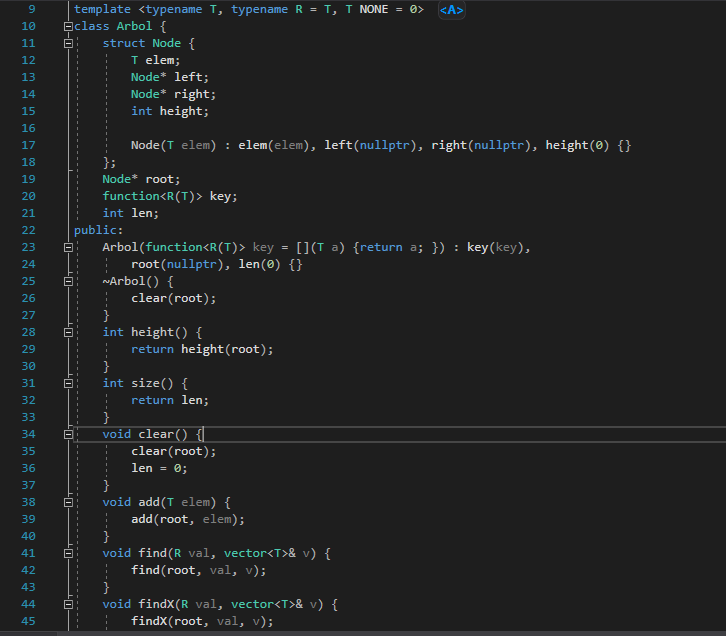 9 template <typename T, typename R = T, T NONE = 0> <A>
10 class Arbol {
11 struct Node {
12 T elem;
13 Node* left;
14 Node* right;
15 int height;
16
17 Node(T elem) : elem(elem), left(nullptr), right(nullptr), height(0) {}
18 };
19 Node* root;
20 function<R(T)> key;
21 int len;
22 public:
23 Arbol(function<R(T)> key = [](T a) {return a; }) : key(key),
24 root(nullptr), len(0) {}
25 ~Arbol() {
26 clear(root);
27 }
28 int height() {
29 return height(root);
30 }
31 int size() {
32 return len;
33 }
34 void clear() {
35 clear(root);
36 len = 0;
37 }
38 void add(T elem) {
39 add(root, elem);
40 }
41 void find(R val, vector<T>& v) {
42 find(root, val, v);
43 }
44 void findX(R val, vector<T>& v) {
45 findX(root, val, v);